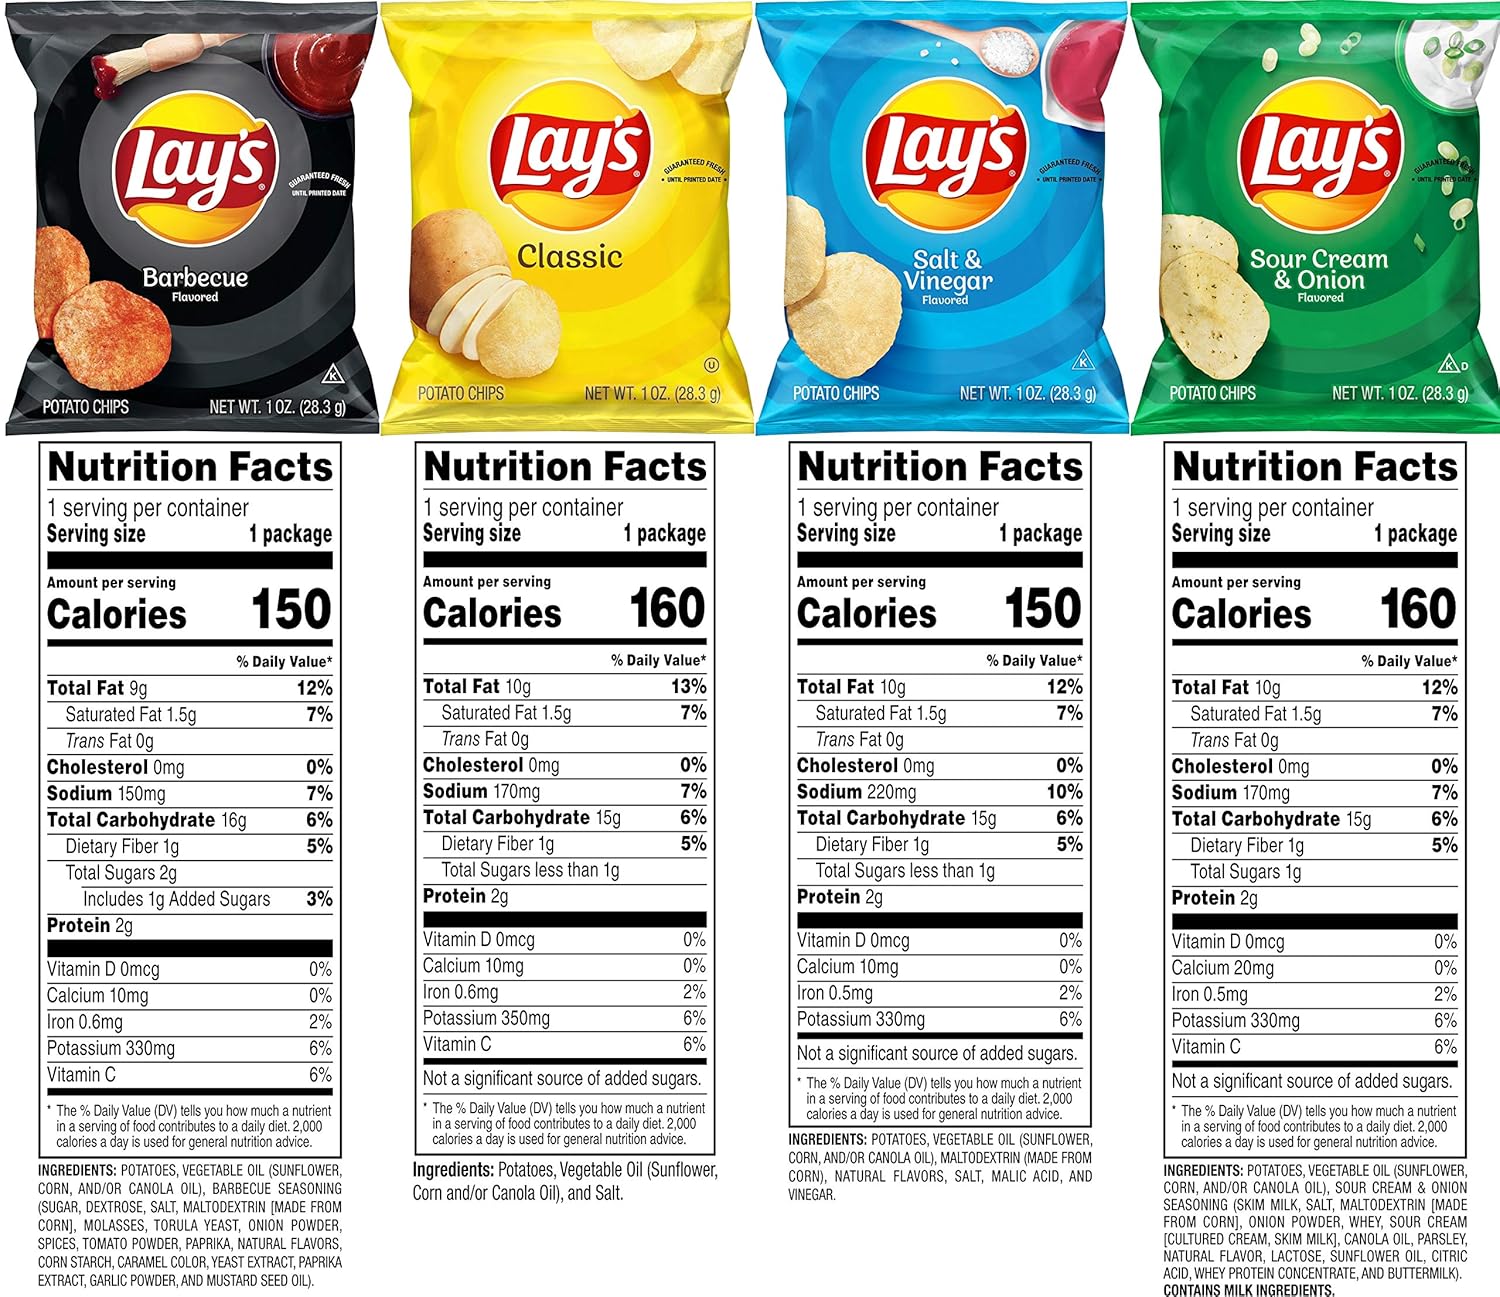 Lay's
GUARANTEED FRESH
UNTIL PRINTED DATE
Barbecue
Flavored
K
POTATO CHIPS
NET WT. 1 OZ. (28.3 g)
Nutrition Facts
1 serving per container
Serving size 1 package
Amount per serving
Calories 150
% Daily Value*
Total Fat 9g 12%
Saturated Fat 1.5g 7%
Trans Fat 0g
Cholesterol 0mg 0%
Sodium 150mg 7%
Total Carbohydrate 16g 6%
Dietary Fiber 1g 5%
Total Sugars 2g
Includes 1g Added Sugars 3%
Protein 2g
Vitamin D 0mcg 0%
Calcium 10mg 0%
Iron 0.6mg 2%
Potassium 330mg 6%
Vitamin C 6%
* The % Daily Value (DV) tells you how much a nutrient
in a serving of food contributes to a daily diet. 2,000
calories a day is used for general nutrition advice.
INGREDIENTS: POTATOES, VEGETABLE OIL (SUNFLOWER,
CORN, AND/OR CANOLA OIL), BARBECUE SEASONING
(SUGAR, DEXTROSE, SALT, MALTODEXTRIN [MADE FROM
CORN], MOLASSES, TORULA YEAST, ONION POWDER,
SPICES, TOMATO POWDER, PAPRIKA, NATURAL FLAVORS,
CORN STARCH, CARAMEL COLOR, YEAST EXTRACT, PAPRIKA
EXTRACT, GARLIC POWDER, AND MUSTARD SEED OIL).
Lay's
GUARANTEED FRESH
• UNTIL PRINTED DATE •
Classic
U
POTATO CHIPS
NET WT. 1 OZ. (28.3 g)
Nutrition Facts
1 serving per container
Serving size 1 package
Amount per serving
Calories 160
% Daily Value*
Total Fat 10g 13%
Saturated Fat 1.5g 7%
Trans Fat 0g
Cholesterol 0mg 0%
Sodium 170mg 7%
Total Carbohydrate 15g 6%
Dietary Fiber 1g 5%
Total Sugars less than 1g
Protein 2g
Vitamin D 0mcg 0%
Calcium 10mg 0%
Iron 0.6mg 2%
Potassium 350mg 6%
Vitamin C 6%
Not a significant source of added sugars.
* The % Daily Value (DV) tells you how much a nutrient
in a serving of food contributes to a daily diet. 2,000
calories a day is used for general nutrition advice.
Ingredients: Potatoes, Vegetable Oil (Sunflower,
Corn and/or Canola Oil), and Salt.
Lay's
GUARANTEED FRESH
• UNTIL PRINTED DATE •
Salt &
Vinegar
Flavored
K
POTATO CHIPS
NET WT. 1 OZ. (28.3 g)
Nutrition Facts
1 serving per container
Serving size 1 package
Amount per serving
Calories 150
% Daily Value*
Total Fat 10g 12%
Saturated Fat 1.5g 7%
Trans Fat 0g
Cholesterol 0mg 0%
Sodium 220mg 10%
Total Carbohydrate 15g 6%
Dietary Fiber 1g 5%
Total Sugars less than 1g
Protein 2g
Vitamin D 0mcg 0%
Calcium 10mg 0%
Iron 0.5mg 2%
Potassium 330mg 6%
Not a significant source of added sugars.
* The % Daily Value (DV) tells you how much a nutrient
in a serving of food contributes to a daily diet. 2,000
calories a day is used for general nutrition advice.
INGREDIENTS: POTATOES, VEGETABLE OIL (SUNFLOWER,
CORN, AND/OR CANOLA OIL), MALTODEXTRIN (MADE FROM
CORN), NATURAL FLAVORS, SALT, MALIC ACID, AND
VINEGAR.
Lay's
GUARANTEED FRESH
• UNTIL PRINTED DATE •
Sour Cream
& Onion
Flavored
K D
POTATO CHIPS
NET WT. 1 OZ. (28.3 g)
Nutrition Facts
1 serving per container
Serving size 1 package
Amount per serving
Calories 160
% Daily Value*
Total Fat 10g 12%
Saturated Fat 1.5g 7%
Trans Fat 0g
Cholesterol 0mg 0%
Sodium 170mg 7%
Total Carbohydrate 15g 6%
Dietary Fiber 1g 5%
Total Sugars 1g
Protein 2g
Vitamin D 0mcg 0%
Calcium 20mg 0%
Iron 0.5mg 2%
Potassium 330mg 6%
Vitamin C 6%
Not a significant source of added sugars.
* The % Daily Value (DV) tells you how much a nutrient
in a serving of food contributes to a daily diet. 2,000
calories a day is used for general nutrition advice.
INGREDIENTS: POTATOES, VEGETABLE OIL (SUNFLOWER,
CORN, AND/OR CANOLA OIL), SOUR CREAM & ONION
SEASONING (SKIM MILK, SALT, MALTODEXTRIN [MADE
FROM CORN], ONION POWDER, WHEY, SOUR CREAM
[CULTURED CREAM, SKIM MILK], CANOLA OIL, PARSLEY,
NATURAL FLAVOR, LACTOSE, SUNFLOWER OIL, CITRIC
ACID, WHEY PROTEIN CONCENTRATE, AND BUTTERMILK).
CONTAINS MILK INGREDIENTS.